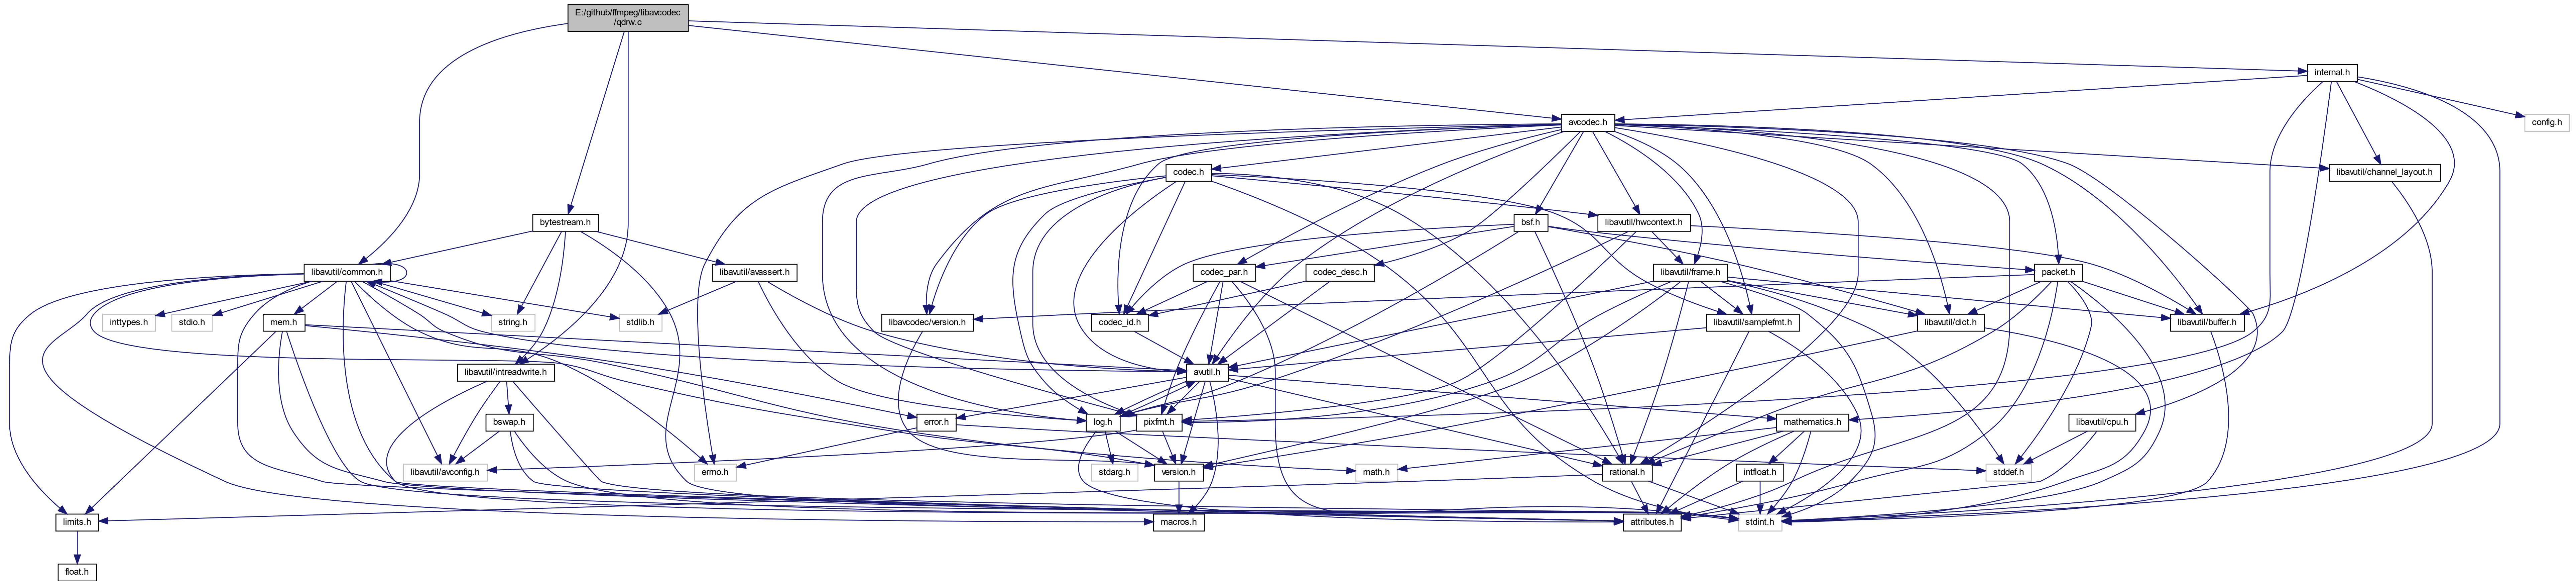 E:/github/ffmpeg/libavcodec
/qdrw.c
internal.h
avcodec.h
config.h
codec.h
libavutil/channel_layout.h
bytestream.h
bsf.h
libavutil/hwcontext.h
libavutil/common.h
libavutil/avassert.h
codec_par.h
codec_desc.h
libavutil/frame.h
packet.h
inttypes.h
stdio.h
mem.h
string.h
stdlib.h
libavcodec/version.h
codec_id.h
libavutil/samplefmt.h
libavutil/dict.h
libavutil/buffer.h
libavutil/intreadwrite.h
avutil.h
bswap.h
error.h
log.h
pixfmt.h
mathematics.h
libavutil/cpu.h
libavutil/avconfig.h
errno.h
stdarg.h
version.h
math.h
rational.h
intfloat.h
stddef.h
limits.h
macros.h
attributes.h
stdint.h
float.h